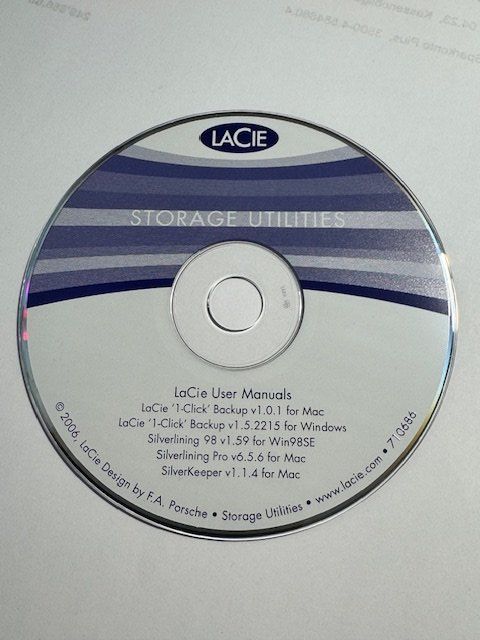 LACIE
STORAGE UTILITIES
LaCie User Manuals
LaCie '1-Click' Backup v1.0.1 for Mac
LaCie '1-Click' Backup v1.5.2215 for Windows
Silverlining 98 v1.59 for Win98SE
Silverlining Pro v6.5.6 for Mac
SilverKeeper v1.1.4 for Mac
© 2006, LaCie Design by F.A. Porsche • Storage Utilities • www.lacie.com • 710686